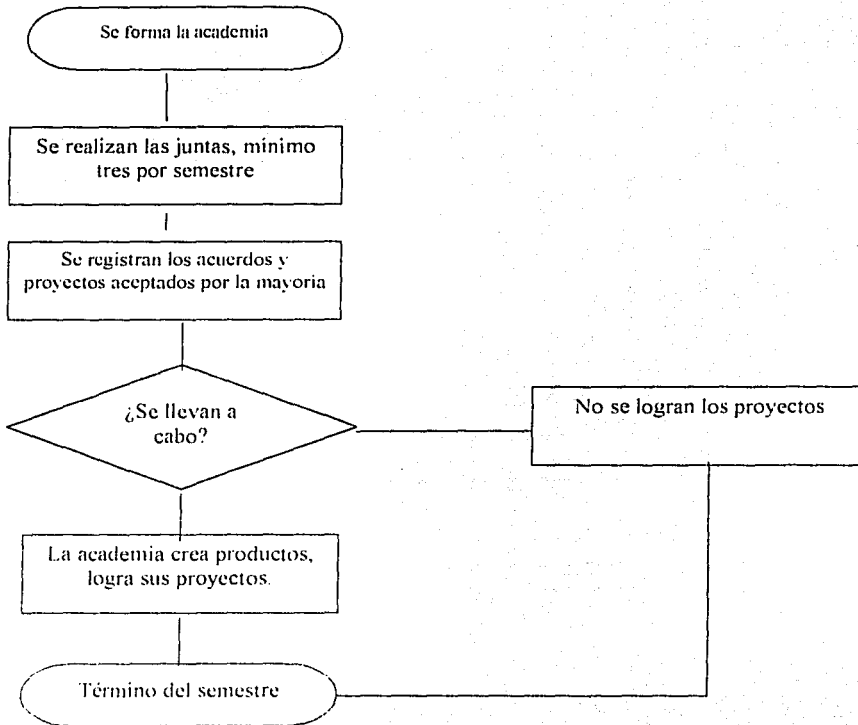 Se forma la academia
Se realizan las juntas, mínimo
tres por semestre
Se registran los acuerdos y
proyectos aceptados por la mayoria
¿Se llevan a
cabo?
No se logran los proyectos
La academia crea productos,
logra sus proyectos.
Término del semestre